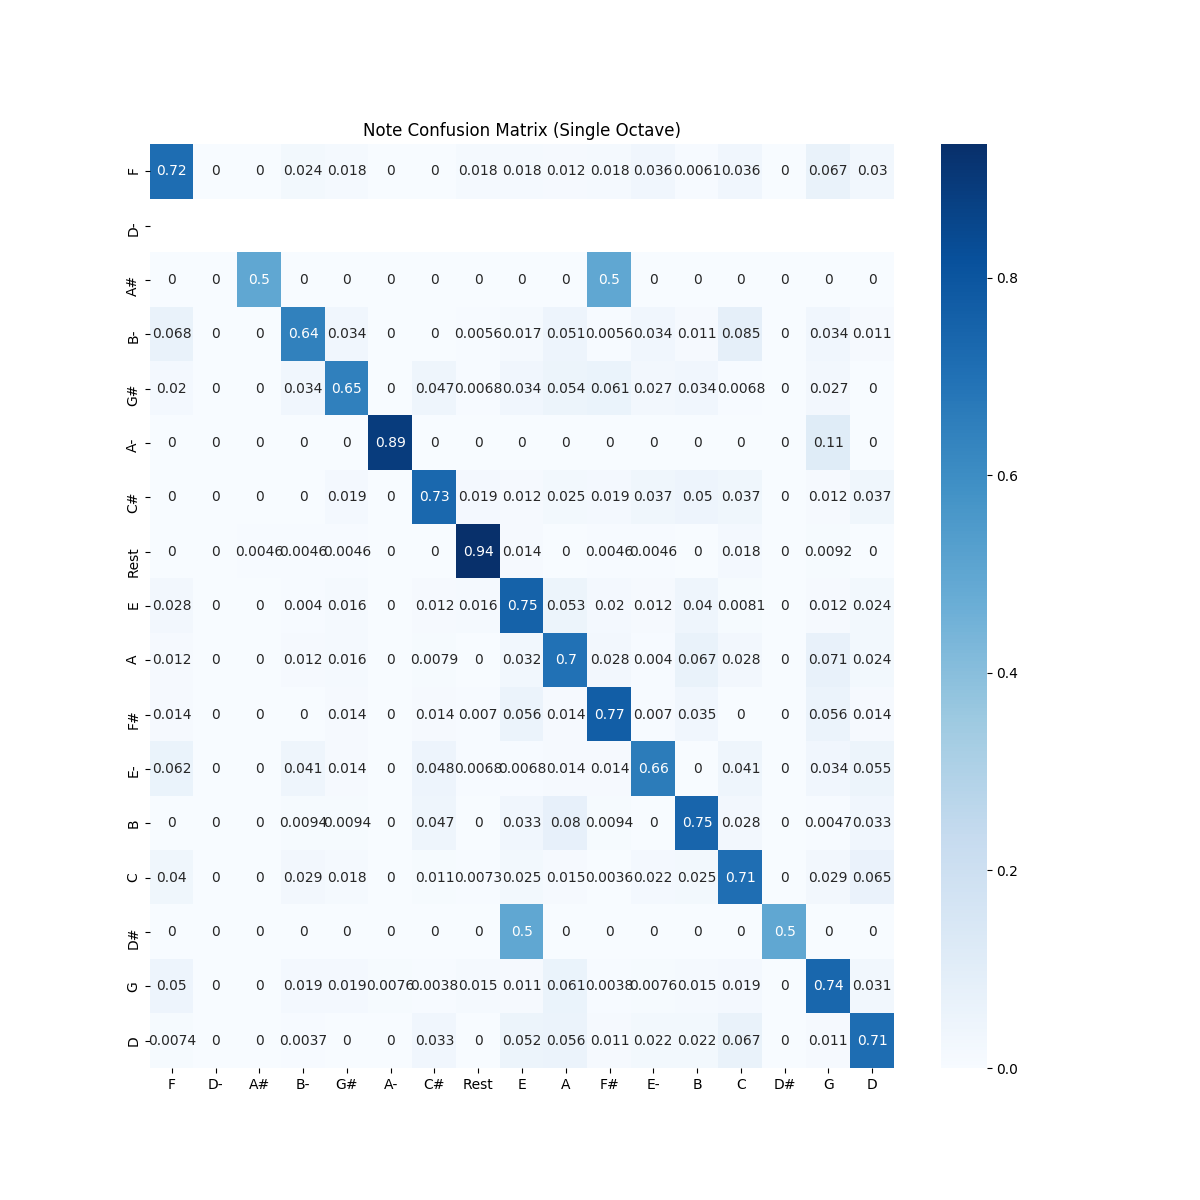 Note Confusion Matrix (Single Octave)
F 0.72 0 0 0.024 0.018 0 0 0.018 0.018 0.012 0.018 0.036 0.0061 0.036 0 0.067 0.03
D-
A# 0 0 0.5 0 0 0 0 0 0 0 0.5 0 0 0 0 0 0
B- 0.068 0 0 0.64 0.034 0 0 0.0056 0.017 0.051 0.0056 0.034 0.011 0.085 0 0.034 0.011
G# 0.02 0 0 0.034 0.65 0 0.047 0.0068 0.034 0.054 0.061 0.027 0.034 0.0068 0 0.027 0
A- 0 0 0 0 0 0.89 0 0 0 0 0 0 0 0 0 0.11 0
C# 0 0 0 0 0.019 0 0.73 0.019 0.012 0.025 0.019 0.037 0.05 0.037 0 0.012 0.037
Rest 0 0 0.0046 0.0046 0.0046 0 0 0.94 0.014 0 0.0046 0.0046 0 0.018 0 0.0092 0
E 0.028 0 0 0.004 0.016 0 0.012 0.016 0.75 0.053 0.02 0.012 0.04 0.0081 0 0.012 0.024
A 0.012 0 0 0.012 0.016 0 0.0079 0 0.032 0.7 0.028 0.004 0.067 0.028 0 0.071 0.024
F# 0.014 0 0 0 0.014 0 0.014 0.007 0.056 0.014 0.77 0.007 0.035 0 0 0.056 0.014
E- 0.062 0 0 0.041 0.014 0 0.048 0.0068 0.0068 0.014 0.014 0.66 0 0.041 0 0.034 0.055
B 0 0 0 0.0094 0.0094 0 0.047 0 0.033 0.08 0.0094 0 0.75 0.028 0 0.0047 0.033
C 0.04 0 0 0.029 0.018 0 0.011 0.0073 0.025 0.015 0.0036 0.022 0.025 0.71 0 0.029 0.065
D# 0 0 0 0 0 0 0 0 0.5 0 0 0 0 0 0.5 0 0
G 0.05 0 0 0.019 0.019 0.0076 0.0038 0.015 0.011 0.061 0.0038 0.0076 0.015 0.019 0 0.74 0.031
D 0.0074 0 0 0.0037 0 0 0.033 0 0.052 0.056 0.011 0.022 0.022 0.067 0 0.011 0.71
F D- A# B- G# A- C# Rest E A F# E- B C D# G D
0.8
0.6
0.4
0.2
0.0